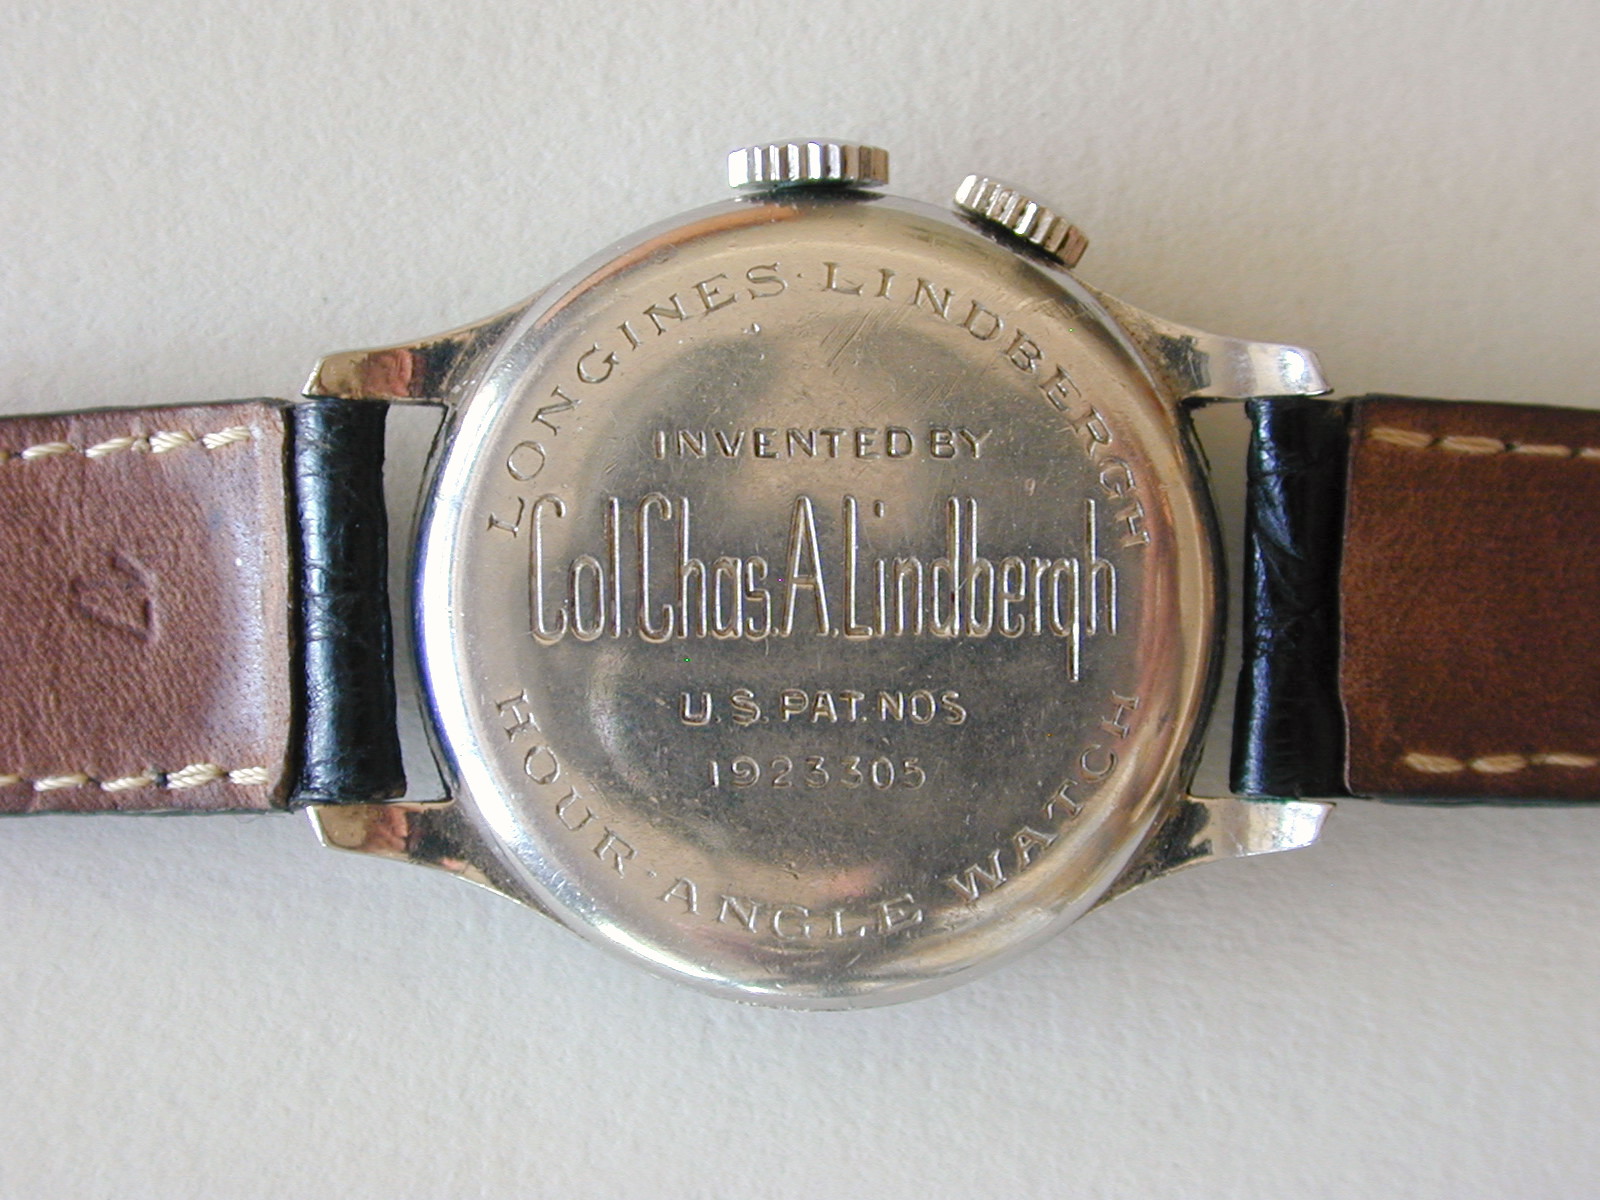 LONGINES·LINDBERGH
INVENTED BY
Col. Chas. A. Lindbergh
U.S. PAT. NOS
1923305
HOUR·ANGLE WATCH